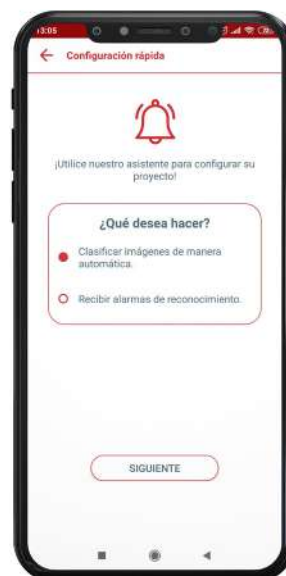 13:05
Configuración rápida
¡Utilice nuestro asistente para configurar su
proyecto!
¿Qué desea hacer?
Clasificar imágenes de manera
automática.
Recibir alarmas de reconocimiento.
SIGUIENTE